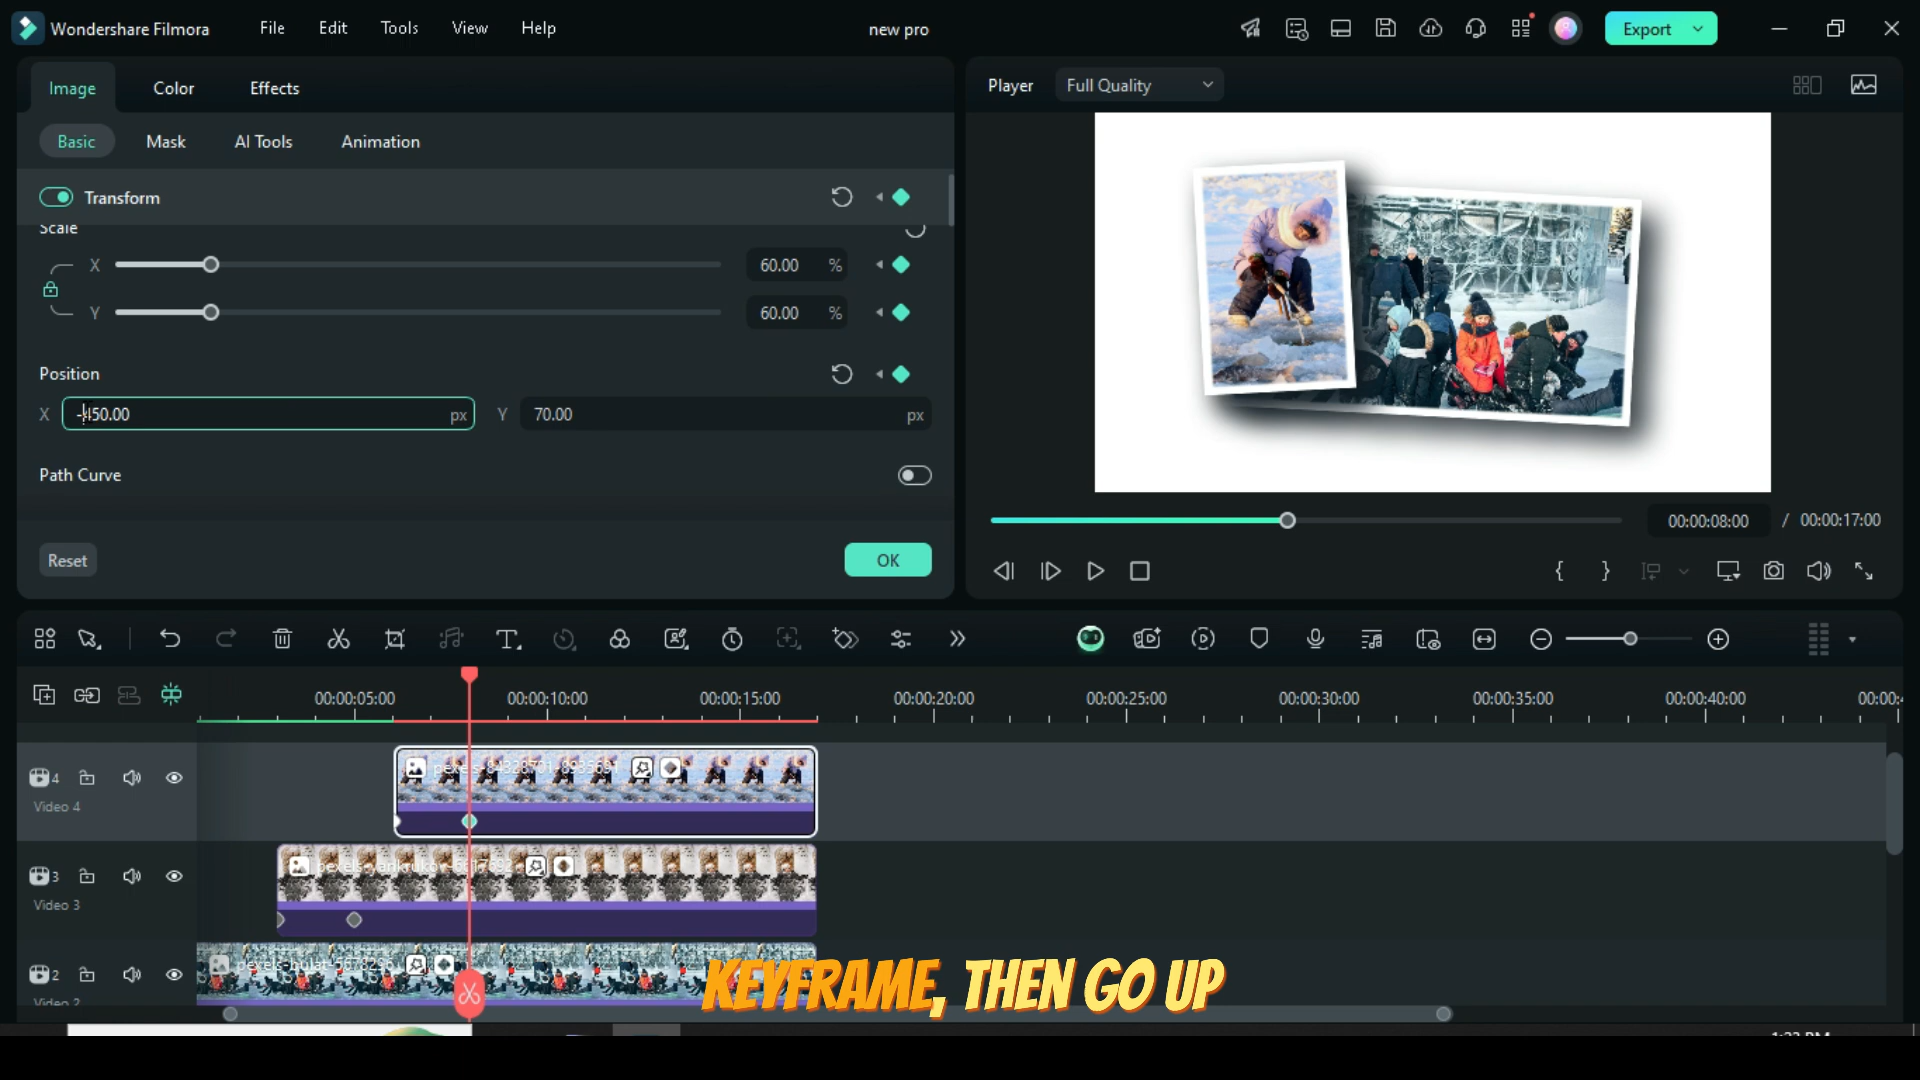 Wondershare Filmora
File
Edit
Tools
View
Help
new pro
Export
Image
Color
Effects
Player
Full Quality
Basic
Mask
AI Tools
Animation
Transform
Scale
X
60.00
%
Y
60.00
%
Position
X
-450.00
px
Y
70.00
px
Path Curve
Reset
OK
00:00:08:00
/
00:00:17:00
00:00:05:00
00:00:10:00
00:00:15:00
00:00:20:00
00:00:25:00
00:00:30:00
00:00:35:00
00:00:40:00
4
Video 4
3
Video 3
2
Video 2
KEYFRAME, THEN GO UP